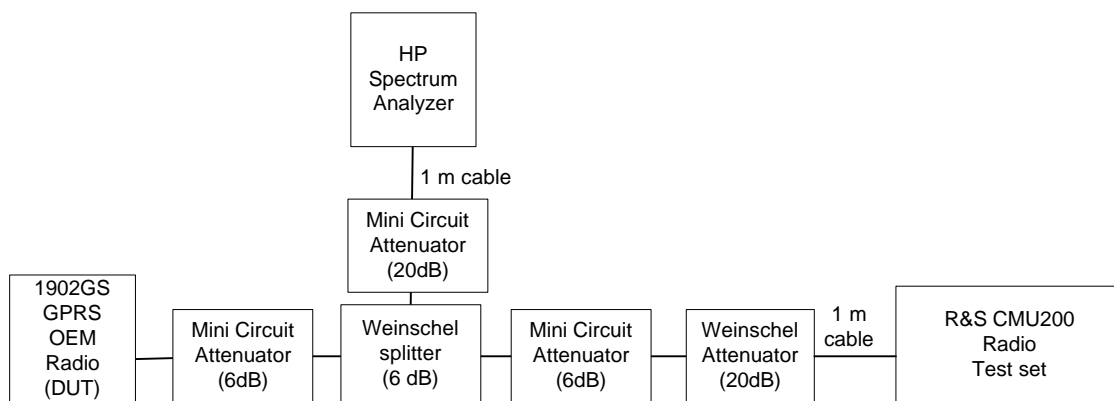 HP
Spectrum
Analyzer
1 m cable
Mini Circuit
Attenuator
(20dB)
1902GS
GPRS
OEM
Radio
(DUT)
Mini Circuit
Attenuator
(6dB)
Weinschel
splitter
(6 dB)
Mini Circuit
Attenuator
(6dB)
Weinschel
Attenuator
(20dB)
1 m
cable
R&S CMU200
Radio
Test set